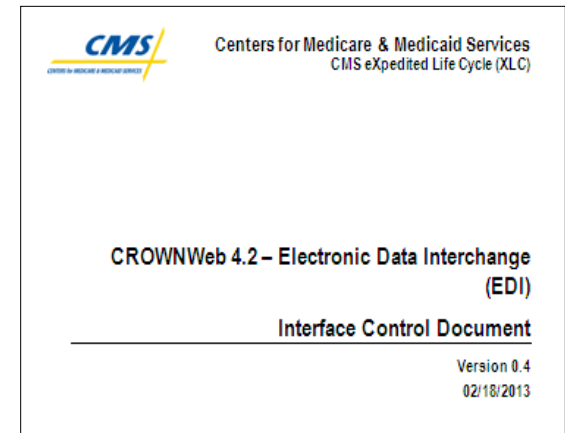 CMS
CENTERS for MEDICARE & MEDICAID SERVICES
Centers for Medicare & Medicaid Services
CMS eXpedited Life Cycle (XLC)
CROWNWeb 4.2 – Electronic Data Interchange
(EDI)
Interface Control Document
Version 0.4
02/18/2013